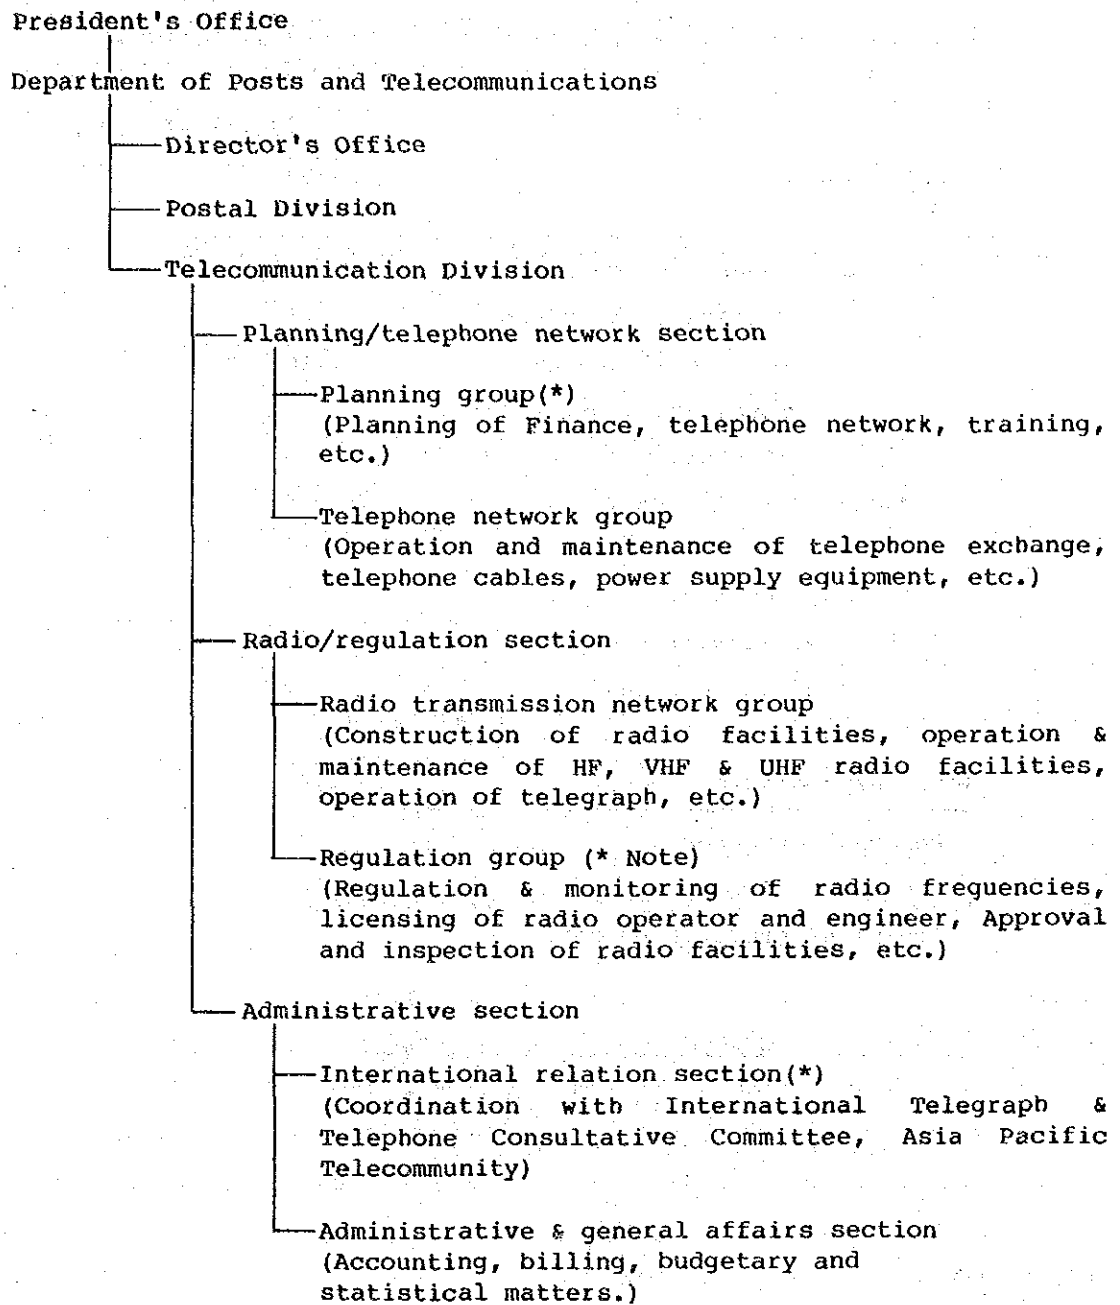 President's Office
Department of Posts and Telecommunications
Director's Office
Postal Division
Telecommunication Division
Planning/telephone network section
Planning group(*)
(Planning of Finance, telephone network, training,
etc.)
Telephone network group
(Operation and maintenance of telephone exchange,
telephone cables, power supply equipment, etc.)
Radio/regulation section
Radio transmission network group
(Construction of radio facilities, operation &
maintenance of HF, VHF & UHF radio facilities,
operation of telegraph, etc.)
Regulation group (* Note)
(Regulation & monitoring of radio frequencies,
licensing of radio operator and engineer, Approval
and inspection of radio facilities, etc.)
Administrative section
International relation section(*)
(Coordination with International Telegraph &
Telephone Consultative Committee, Asia Pacific
Telecommunity)
Administrative & general affairs section
(Accounting, billing, budgetary and
statistical matters.)